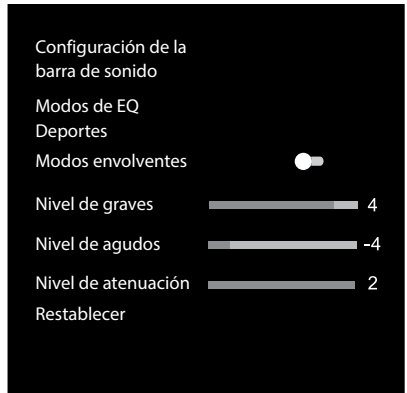 Configuración de la
barra de sonido
Modos de EQ
Deportes
Modos envolventes
Nivel de graves 4
Nivel de agudos -4
Nivel de atenuación 2
Restablecer